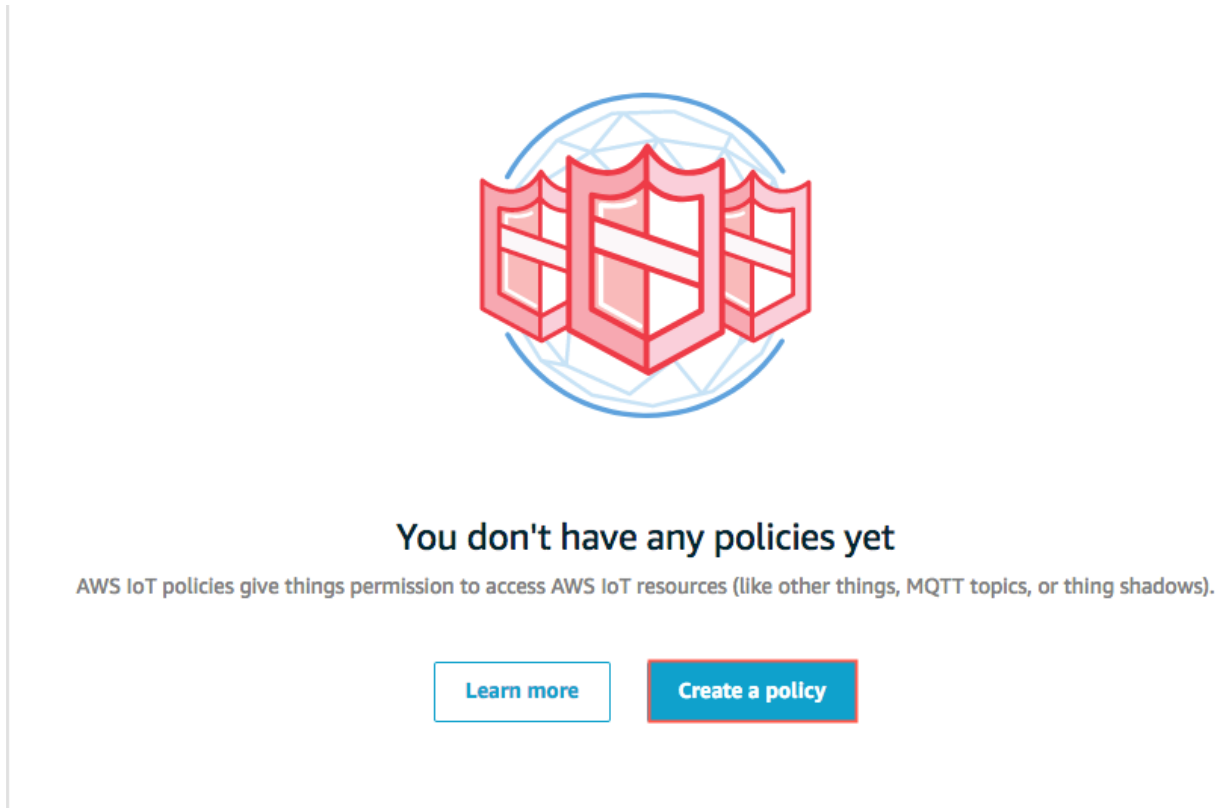 You don't have any policies yet
AWS IoT policies give things permission to access AWS IoT resources (like other things, MQTT topics, or thing shadows).
Learn more
Create a policy